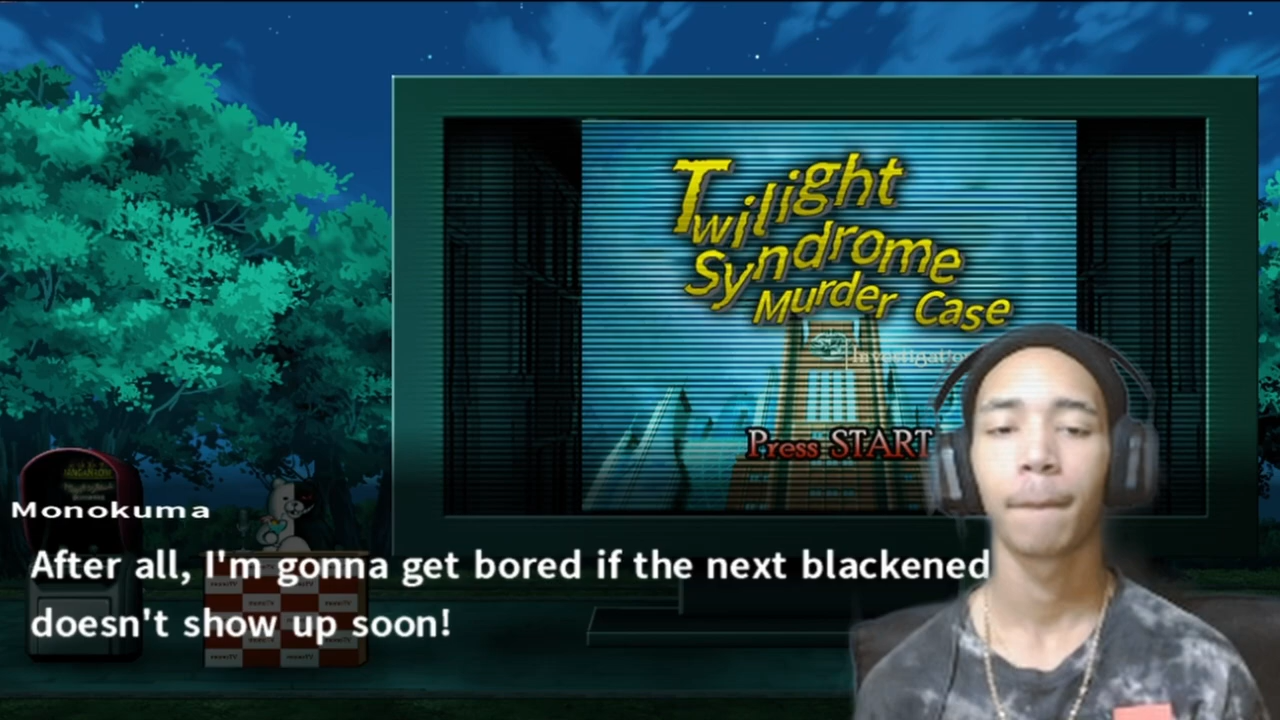 Twilight
Syndrome
Murder Case
Investigation
Press START
Monokuma
After all, I'm gonna get bored if the next blackened
doesn't show up soon!